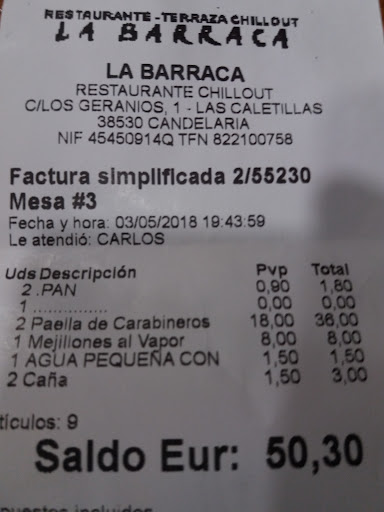 RESTAURANTE-TERRAZA CHILLOUT
LA BARRACA
LA BARRACA
RESTAURANTE CHILLOUT
C/LOS GERANIOS, 1 - LAS CALETILLAS
38530 CANDELARIA
NIF 45450914Q TFN 822100758
Factura simplificada 2/55230
Mesa #3
Fecha y hora: 03/05/2018 19:43:59
Le atendió: CARLOS
Uds Descripción Pvp Total
2 .PAN 0,90 1,80
1 ............... 0,00 0,00
2 Paella de Carabineros 18,00 36,00
1 Mejillones al Vapor 8,00 8,00
1 AGUA PEQUEÑA CON 1,50 1,50
2 Caña 1,50 3,00
tículos: 9
Saldo Eur: 50,30
puestos incluidos